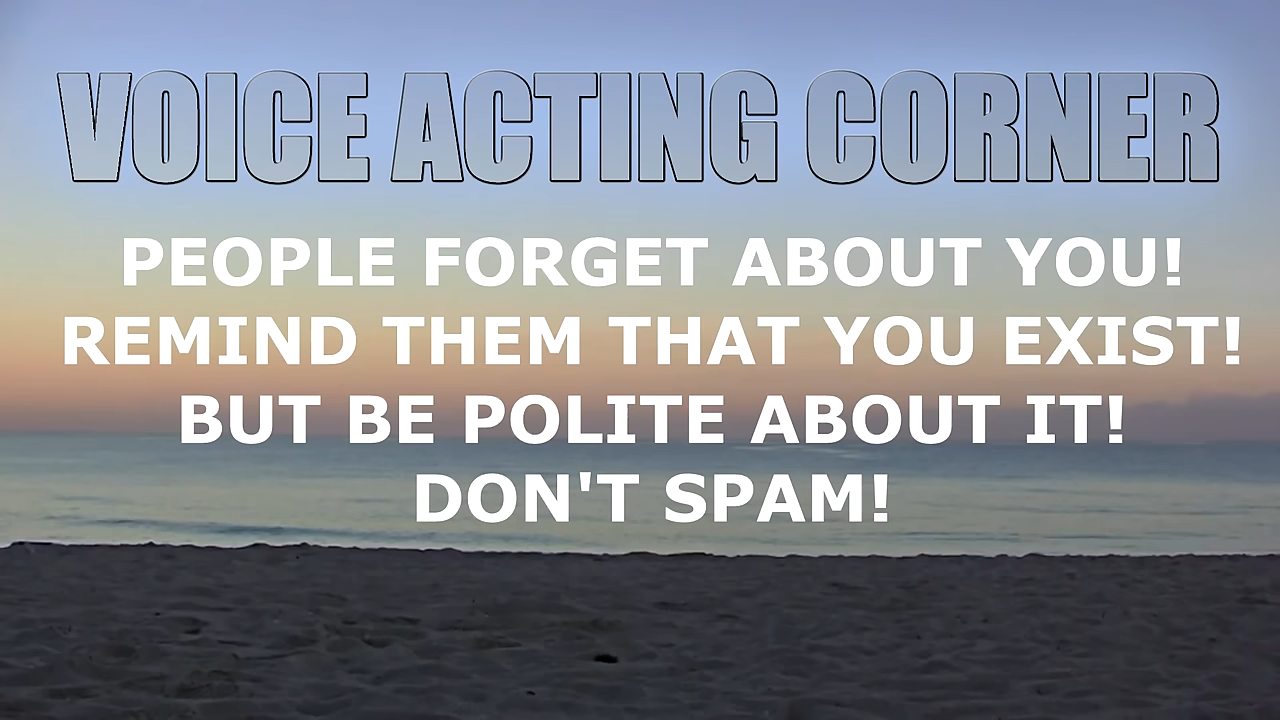 VOICE ACTING CORNER
PEOPLE FORGET ABOUT YOU!
REMIND THEM THAT YOU EXIST!
BUT BE POLITE ABOUT IT!
DON'T SPAM!